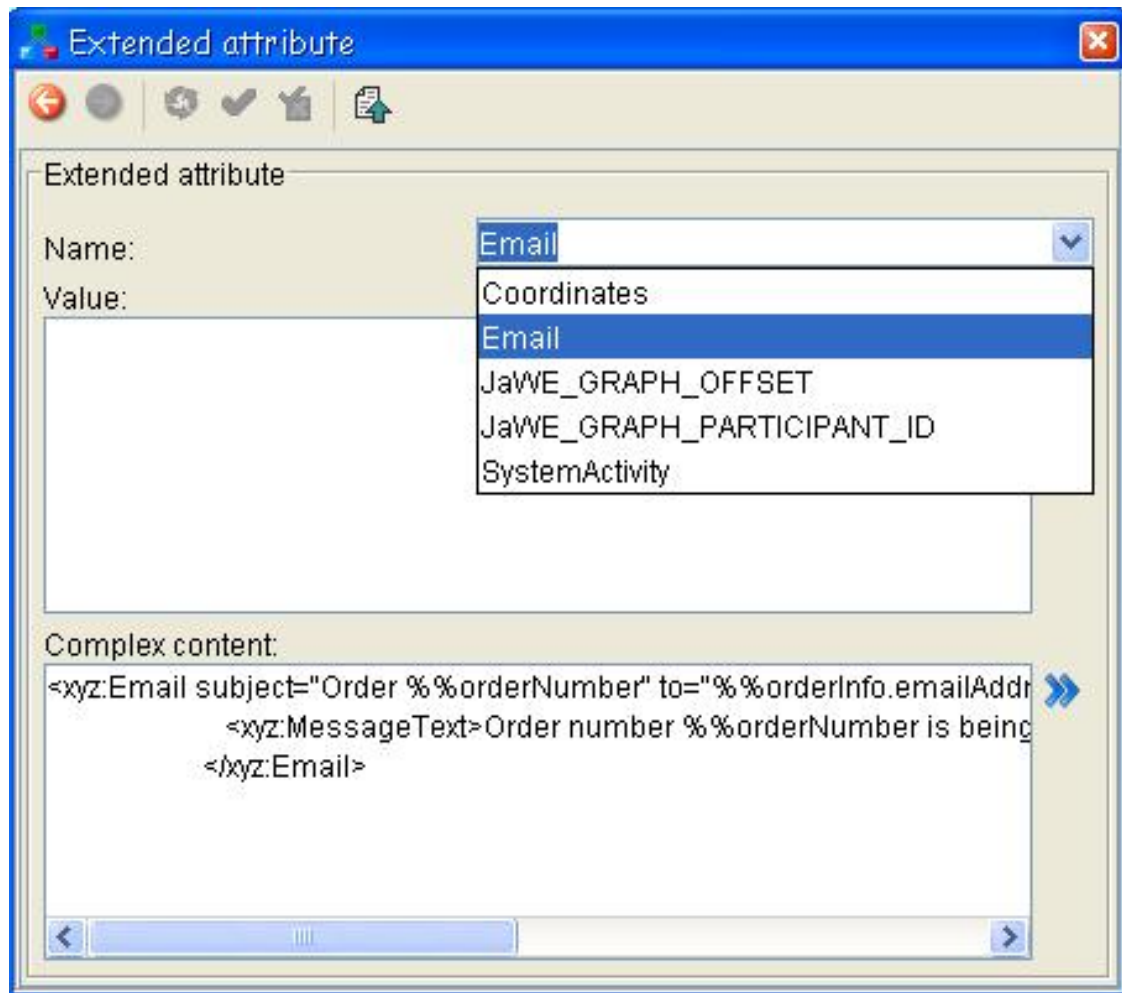 Extended attribute
Extended attribute
Name:
Email
Value:
Coordinates
Email
JaWE_GRAPH_OFFSET
JaWE_GRAPH_PARTICIPANT_ID
SystemActivity
Complex content:
<xyz:Email subject="Order %%orderNumber" to="%%orderInfo.emailAddr
<xyz:MessageText>Order number %%orderNumber is being
</xyz:Email>